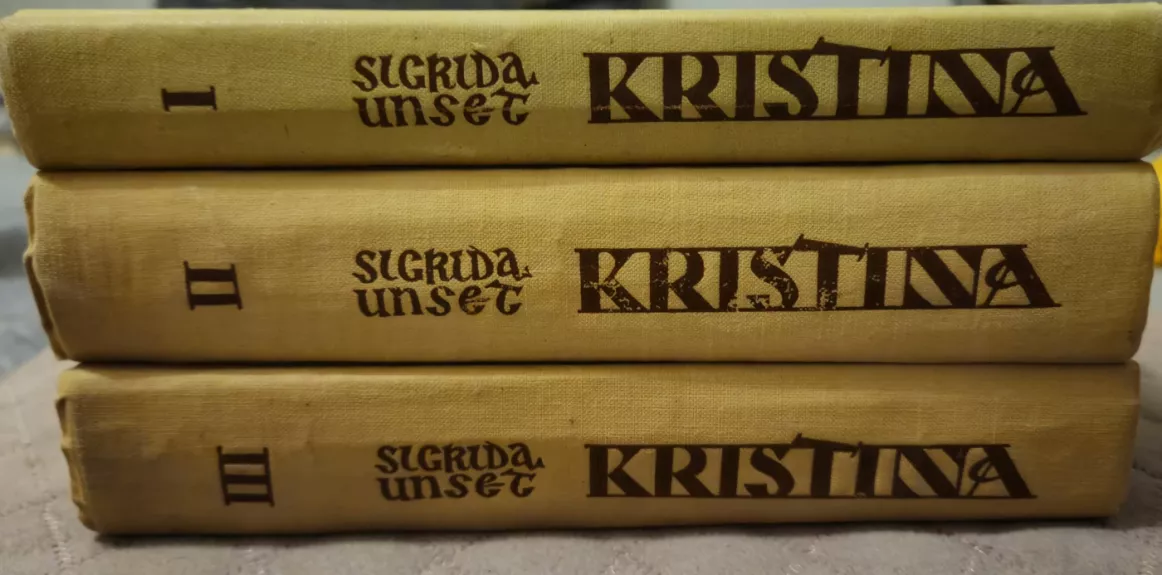 I
SIGRIDA
UNSET
KRISTINA
II
SIGRIDA
UNSET
KRISTINA
III
SIGRIDA
UNSET
KRISTINA